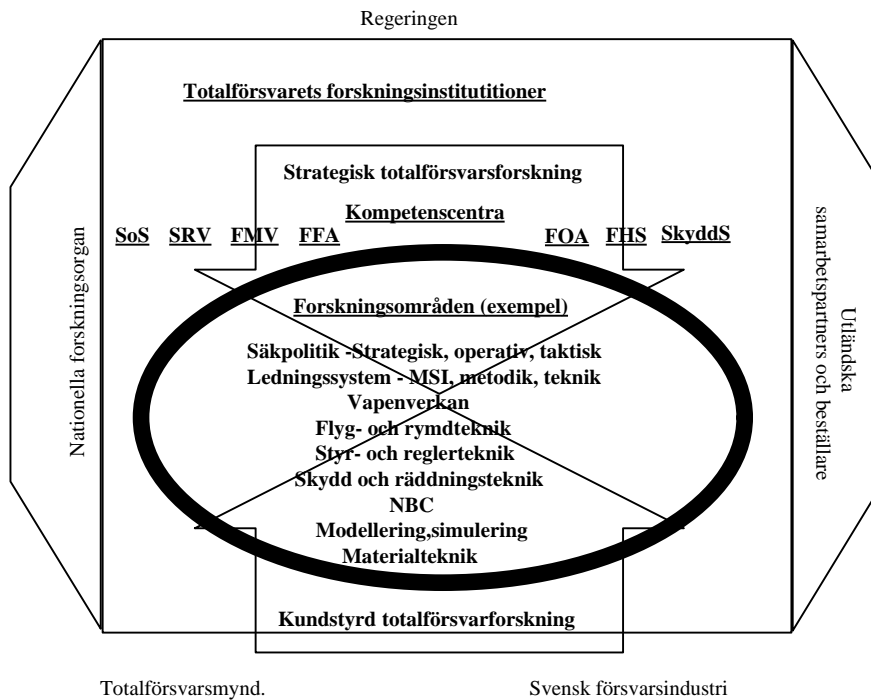 Regeringen
Totalförsvarets forskningsinstitutitioner
Strategisk totalförsvarsforskning
Kompetenscentra
SoS SRV FMV FFA FOA FHS SkyddS
Nationella forskningsorgan
Utländska
samarbetspartners och beställare
Forskningsområden (exempel)
Säkpolitik -Strategisk, operativ, taktisk
Ledningssystem - MSI, metodik, teknik
Vapenverkan
Flyg- och rymdteknik
Styr- och reglerteknik
Skydd och räddningsteknik
NBC
Modellering,simulering
Materialteknik
Kundstyrd totalförsvarforskning
Totalförsvarsmynd. Svensk försvarsindustri